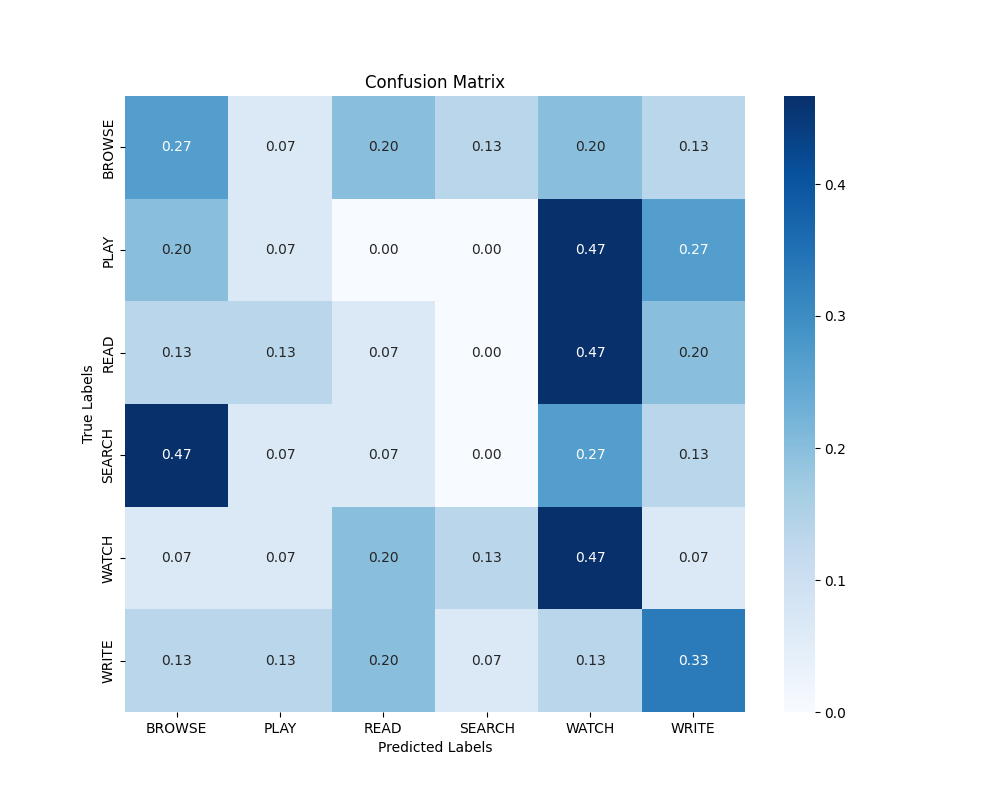 Confusion Matrix
BROWSE 0.27 0.07 0.20 0.13 0.20 0.13
PLAY 0.20 0.07 0.00 0.00 0.47 0.27
READ 0.13 0.13 0.07 0.00 0.47 0.20
SEARCH 0.47 0.07 0.07 0.00 0.27 0.13
WATCH 0.07 0.07 0.20 0.13 0.47 0.07
WRITE 0.13 0.13 0.20 0.07 0.13 0.33
BROWSE PLAY READ SEARCH WATCH WRITE
Predicted Labels
True Labels
0.4
0.3
0.2
0.1
0.0